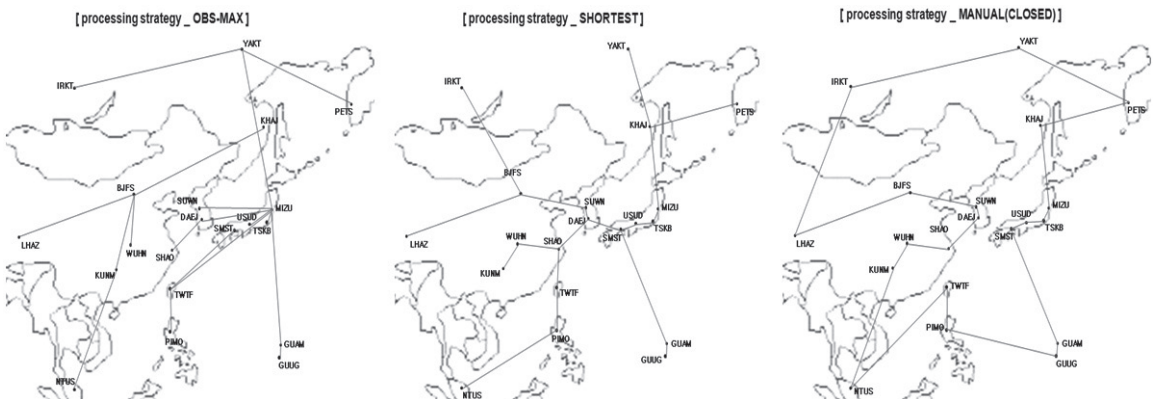 [ processing strategy _ OBS-MAX ]
YAKT
IRKT
PETS
KHAJ
BJFS
SUWN
MIZU
DAEJ
USUD
TSKB
SMST
LHAZ
WUHN
SHAO
KUNM
TWTF
PIMO
GUAM
GUUG
NTUS
[ processing strategy _ SHORTEST ]
YAKT
IRKT
PETS
KHAJ
BJFS
SUWN
MIZU
DAEJ
USUD
TSKB
SMST
LHAZ
WUHN
SHAO
KUNM
TWTF
PIMO
GUAM
GUUG
NTUS
[ processing strategy _ MANUAL(CLOSED) ]
YAKT
IRKT
PETS
KHAJ
BJFS
SUWN
MIZU
DAEJ
USUD
TSKB
SMST
SHAO
LHAZ
WUHN
KUNM
TWTF
PIMO
GUAM
GUUG
NTUS